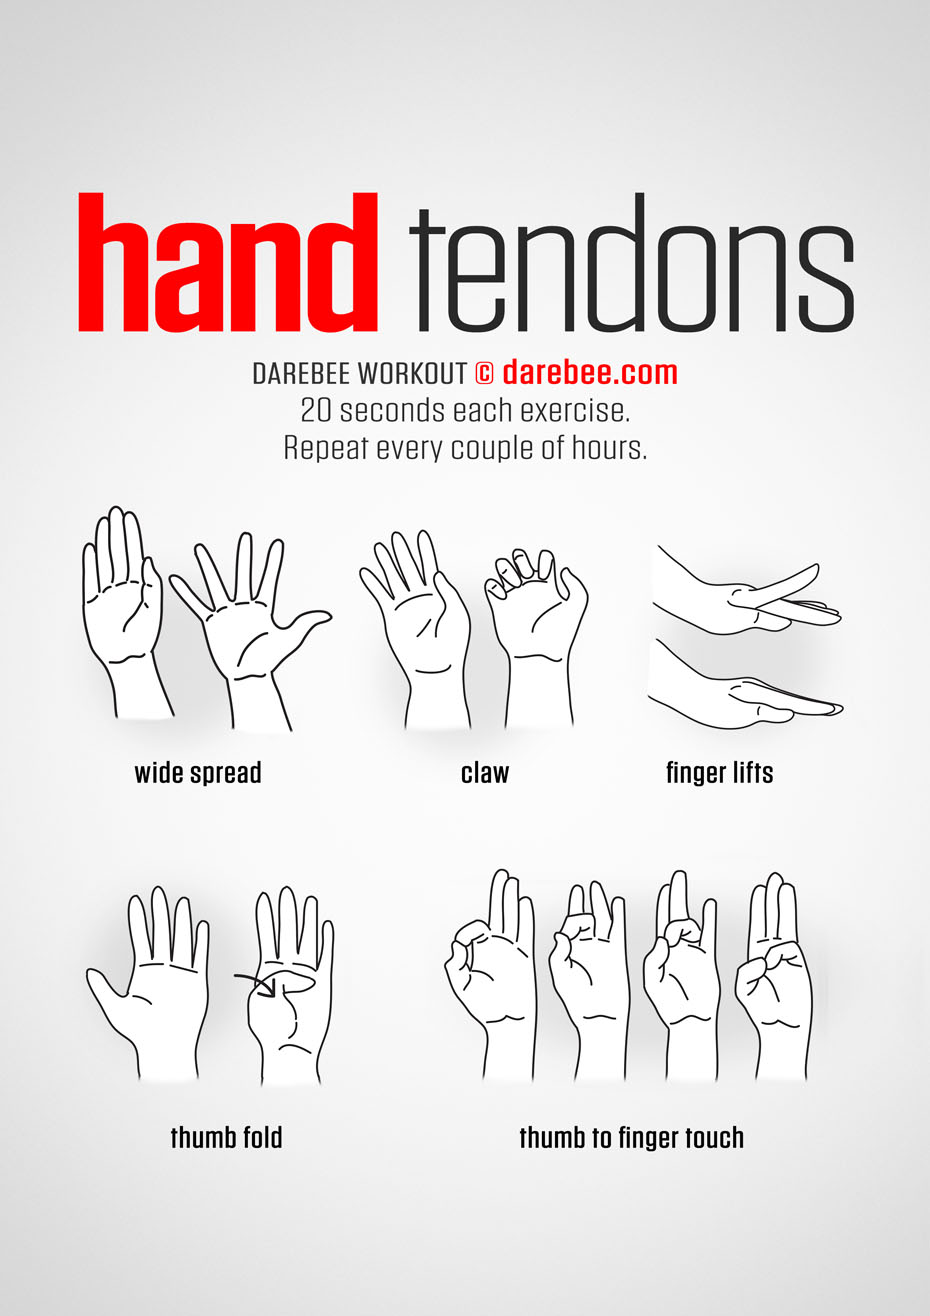 hand tendons
DAREBEE WORKOUT © darebee.com
20 seconds each exercise.
Repeat every couple of hours.
wide spread
claw
finger lifts
thumb fold
thumb to finger touch